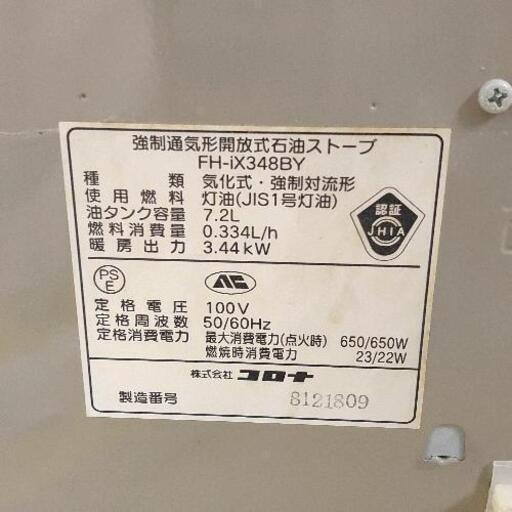 強制通気形開放式石油ストーブ
FH-iX348BY
種類 気化式・強制対流形
使用燃料 灯油(JIS1号灯油)
油タンク容量 7.2L
燃料消費量 0.334L/h
暖房出力 3.44kW
認証
JHIA
PS
E
定格電圧 100V
定格周波数 50/60Hz
定格消費電力 最大消費電力(点火時) 650/650W
燃焼時消費電力 23/22W
株式会社 コロナ
製造番号 8121809